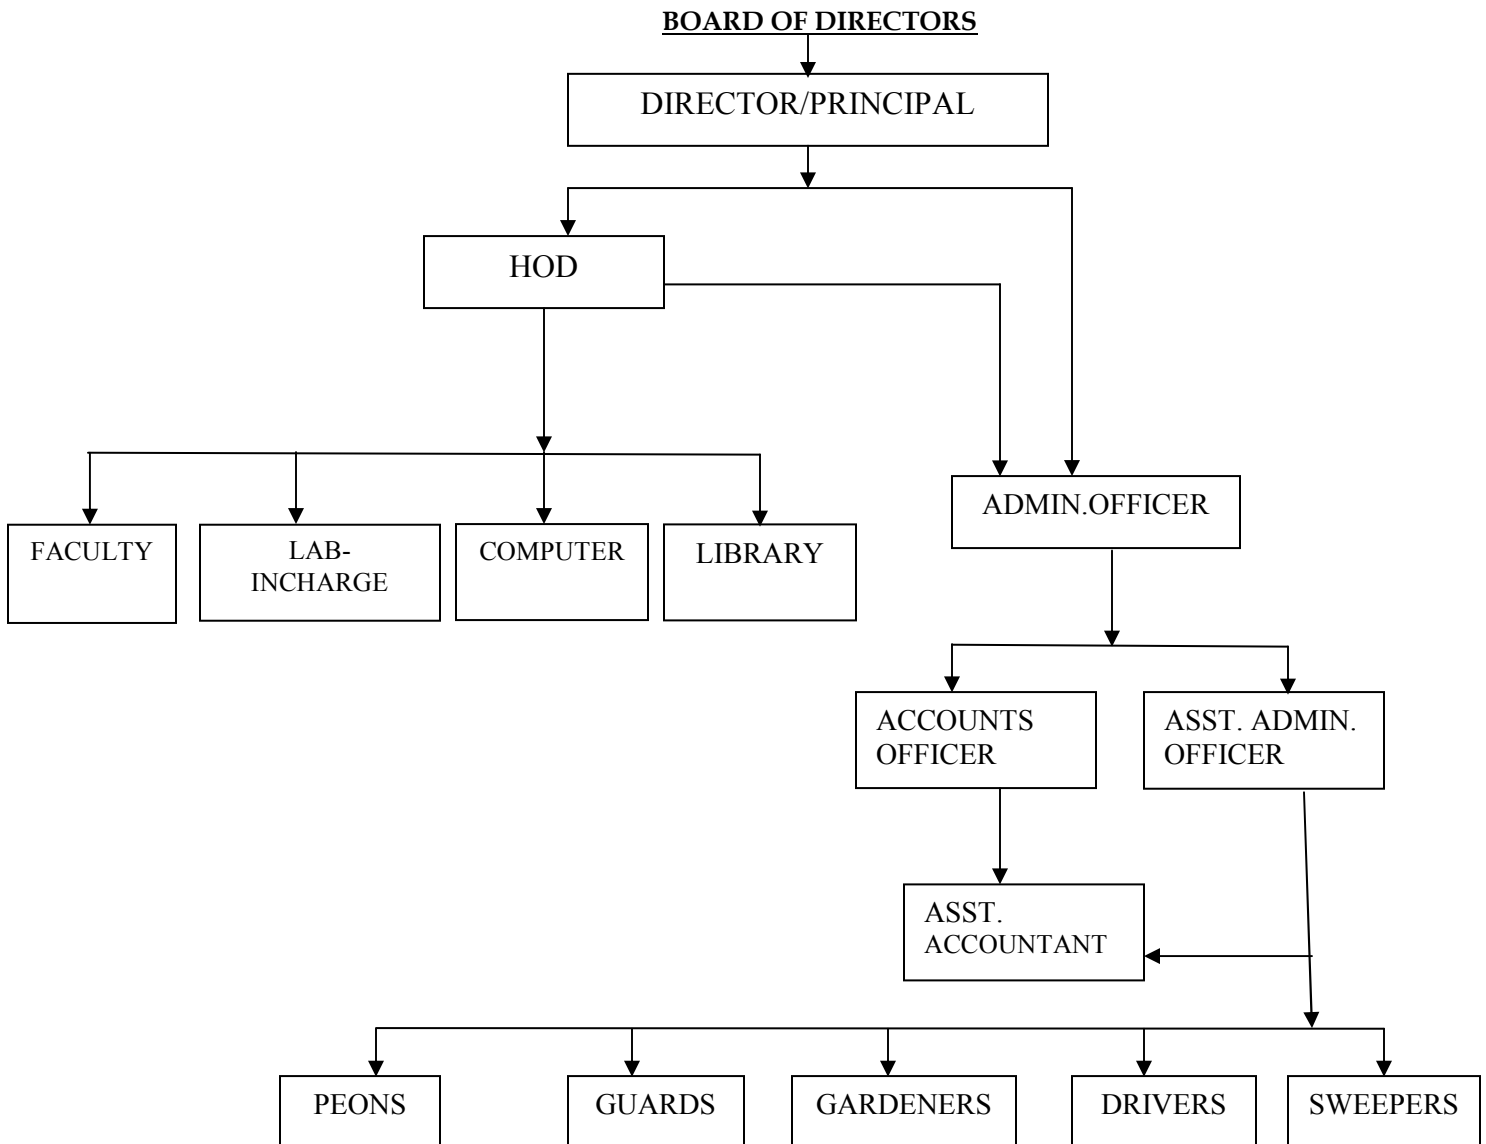 BOARD OF DIRECTORS
DIRECTOR/PRINCIPAL
HOD
ADMIN.OFFICER
FACULTY
LAB-
INCHARGE
COMPUTER
LIBRARY
ACCOUNTS
OFFICER
ASST. ADMIN.
OFFICER
ASST.
ACCOUNTANT
PEONS
GUARDS
GARDENERS
DRIVERS
SWEEPERS